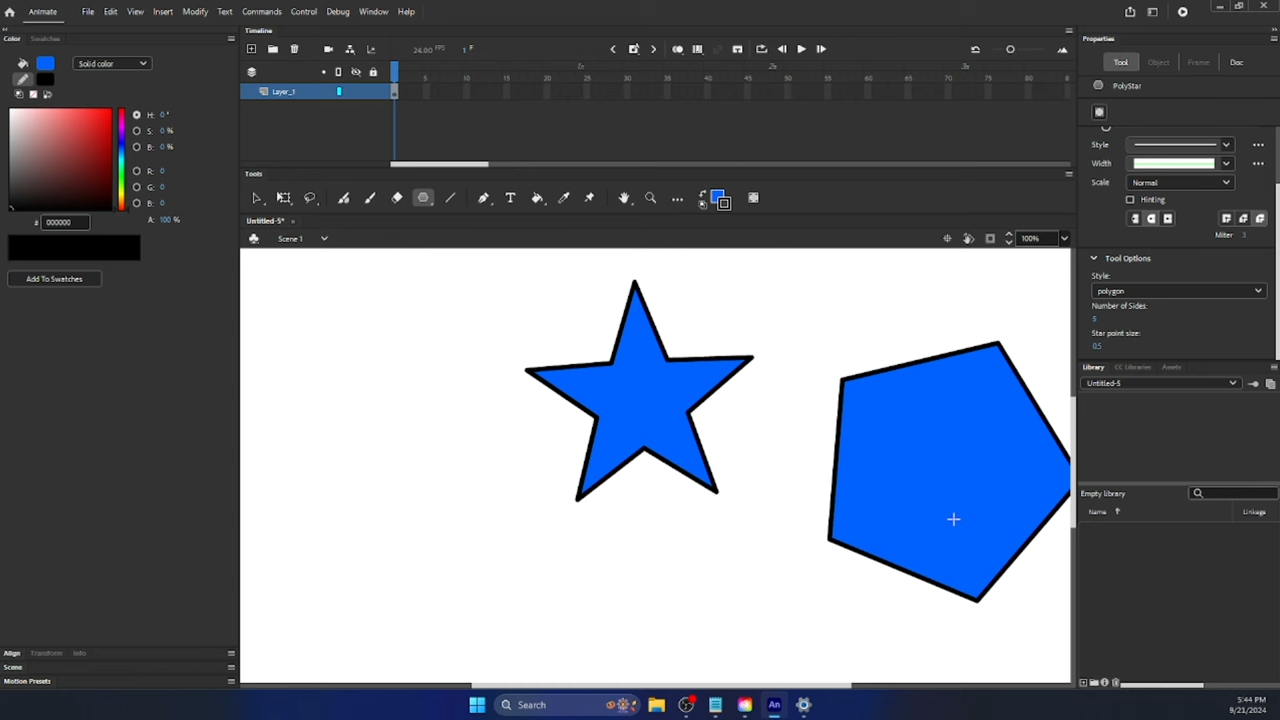 Animate File Edit View Insert Modify Text Commands Control Debug Window Help
Color Swatches
Solid color
H: 0 °
S: 0 %
B: 0 %
R: 0
G: 0
B: 0
A: 100 %
# 000000
Add To Swatches
Align Transform Info
Scene
Motion Presets
Timeline
24.00 FPS 1 F
1s 2s 3s
5 10 15 20 25 30 35 40 45 50 55 60 65 70 75 80
Layer_1
Tools
Untitled-5* ×
Scene 1
100%
Properties
Tool Object Frame Doc
PolyStar
Style
Width
Scale Normal
Hinting
Miter 3
Tool Options
Style:
polygon
Number of Sides:
5
Star point size:
0.5
Library CC Libraries Assets
Untitled-5
Empty library
Name Linkage
Search
An
5:44 PM
9/21/2024